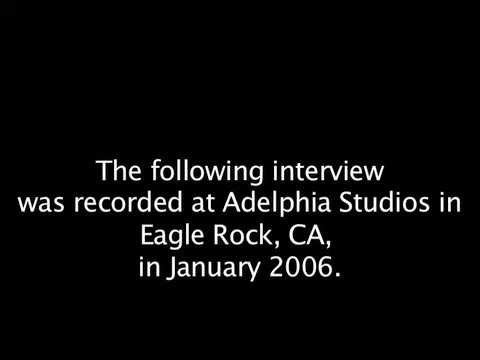 The following interview
was recorded at Adelphia Studios in
Eagle Rock, CA,
in January 2006.